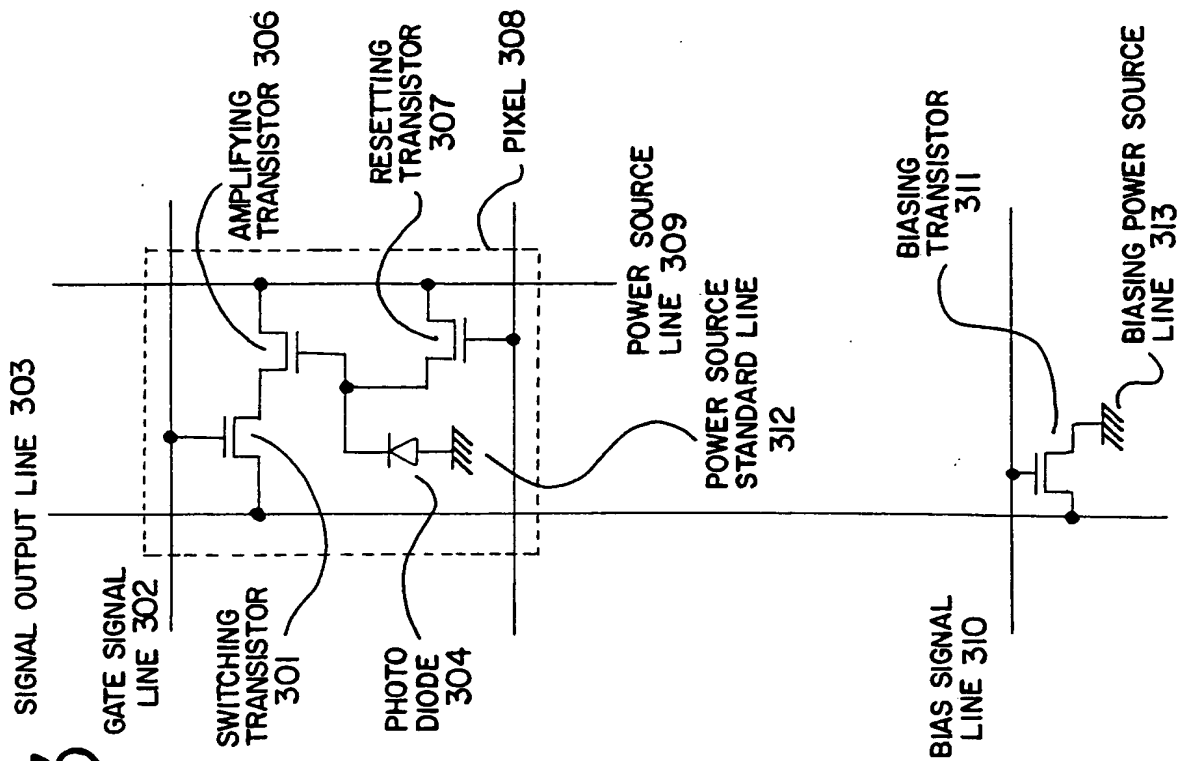 SIGNAL OUTPUT LINE 303
GATE SIGNAL
LINE 302
SWITCHING
TRANSISTOR
301
PHOTO
DIODE
304
AMPLIFYING
TRANSISTOR 306
RESETTING
TRANSISTOR
307
PIXEL 308
POWER SOURCE
LINE 309
POWER SOURCE
STANDARD LINE
312
BIAS SIGNAL
LINE 310
BIASING
TRANSISTOR
311
BIASING POWER SOURCE
LINE 313